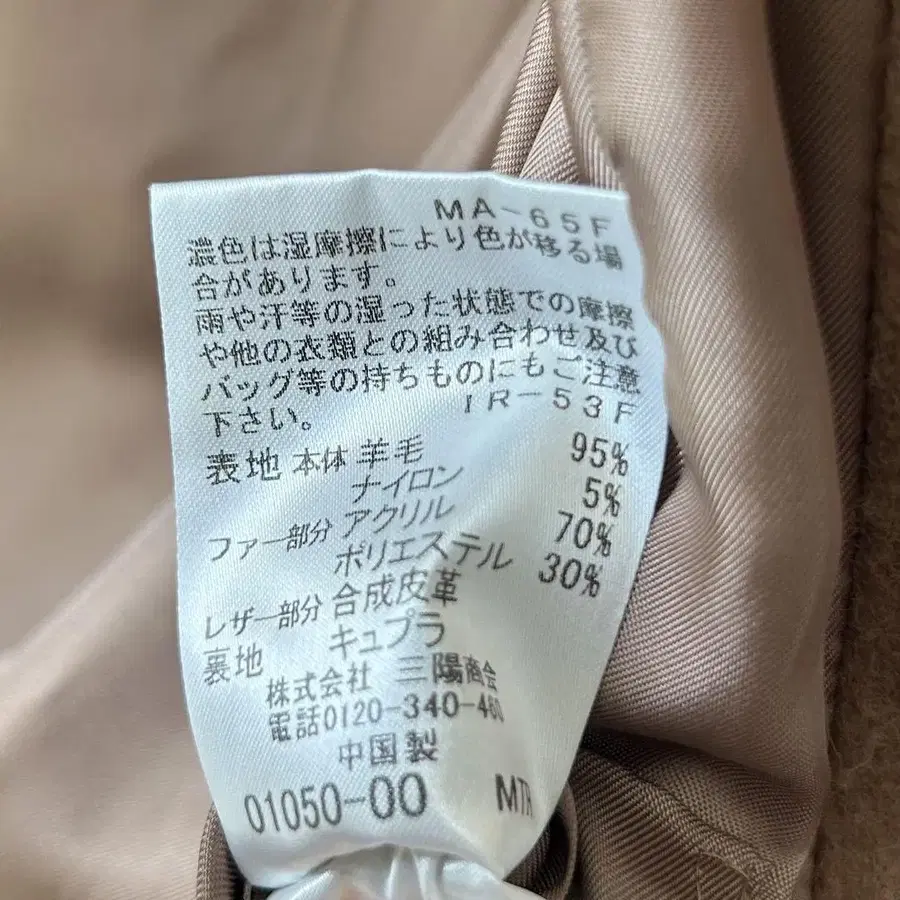 MA-65F
濃色は湿摩擦により色が移る場
合があります。
雨や汗等の湿った状態での摩擦
や他の衣類との組み合わせ及び
バッグ等の持ちものにもご注意
下さい。 IR-53F
表地 本体 羊毛 95%
ナイロン 5%
ファー部分 アクリル 70%
ポリエステル 30%
レザー部分 合成皮革
裏地 キュプラ
株式会社 三陽商会
電話0120-340-460
中国製
01050-00 MTR